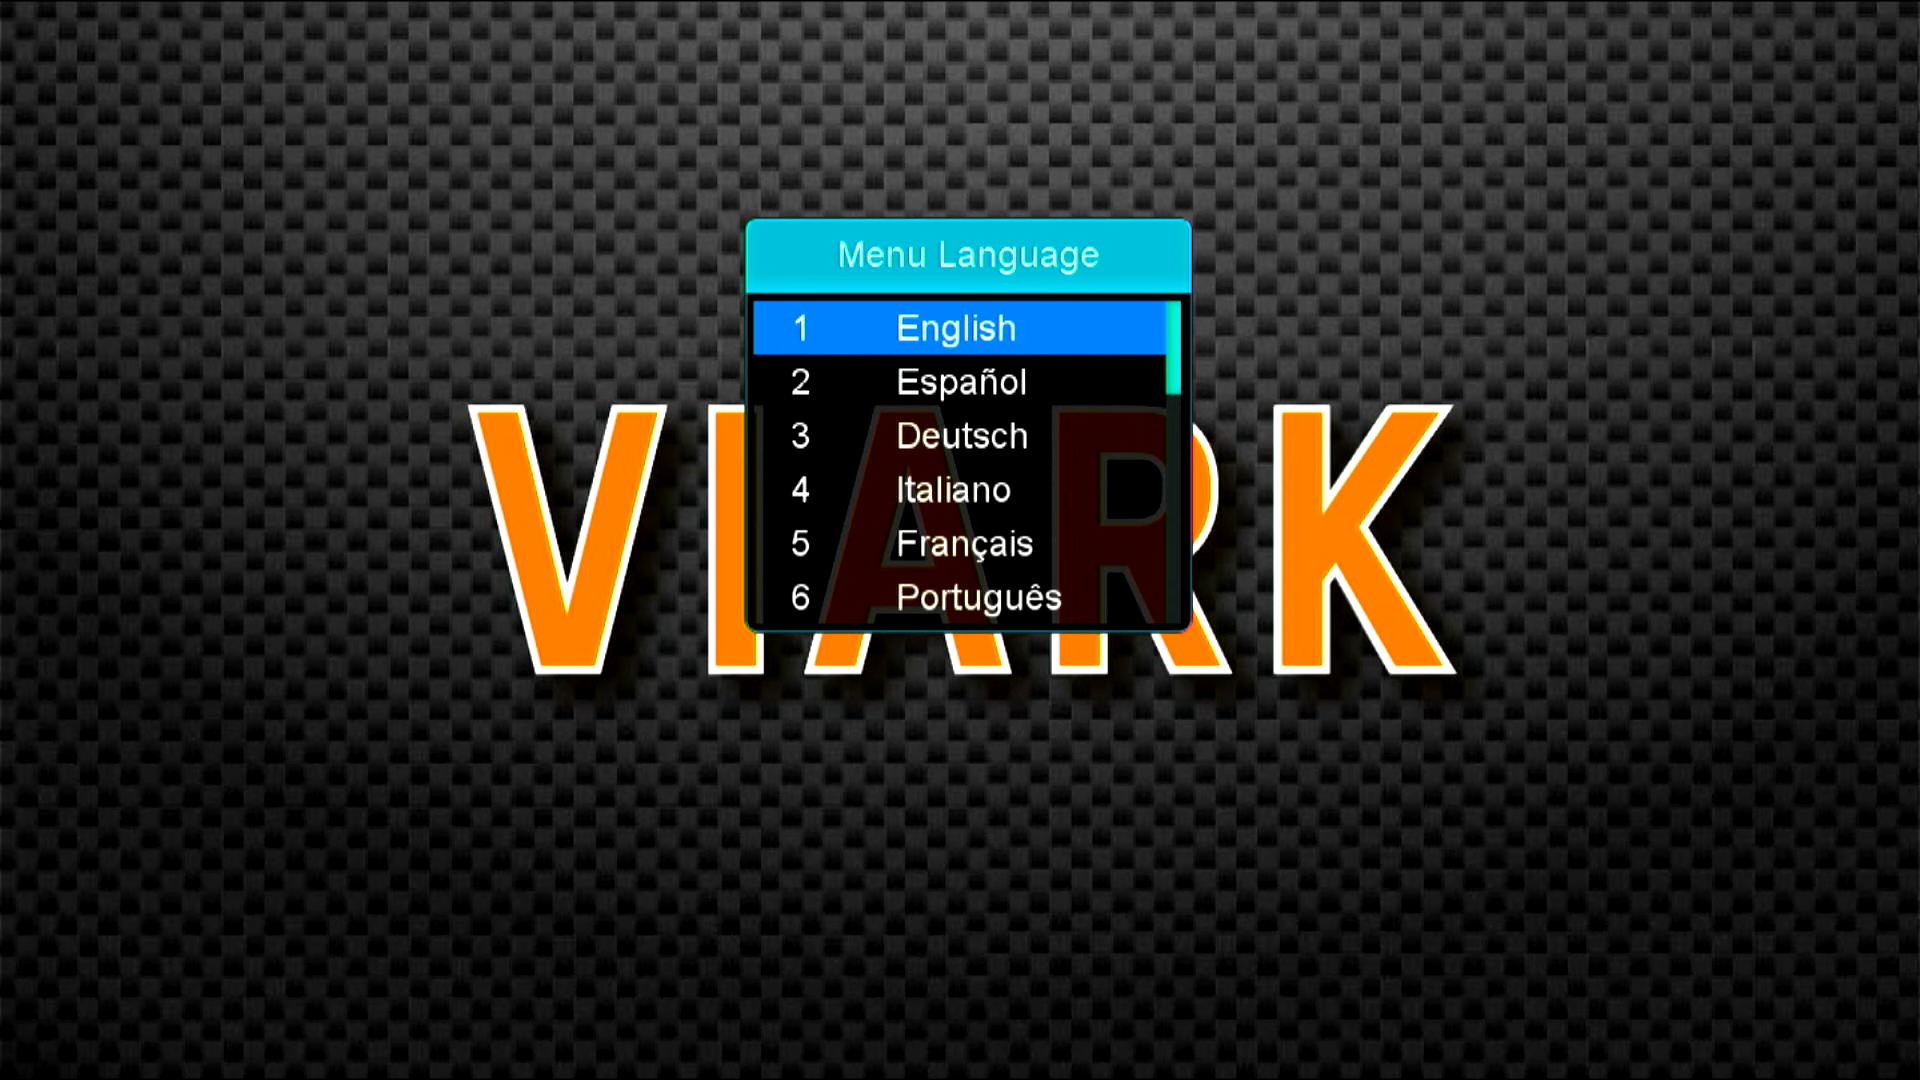 Menu Language
1 English
2 Español
3 Deutsch
4 Italiano
5 Français
6 Português
VIARK